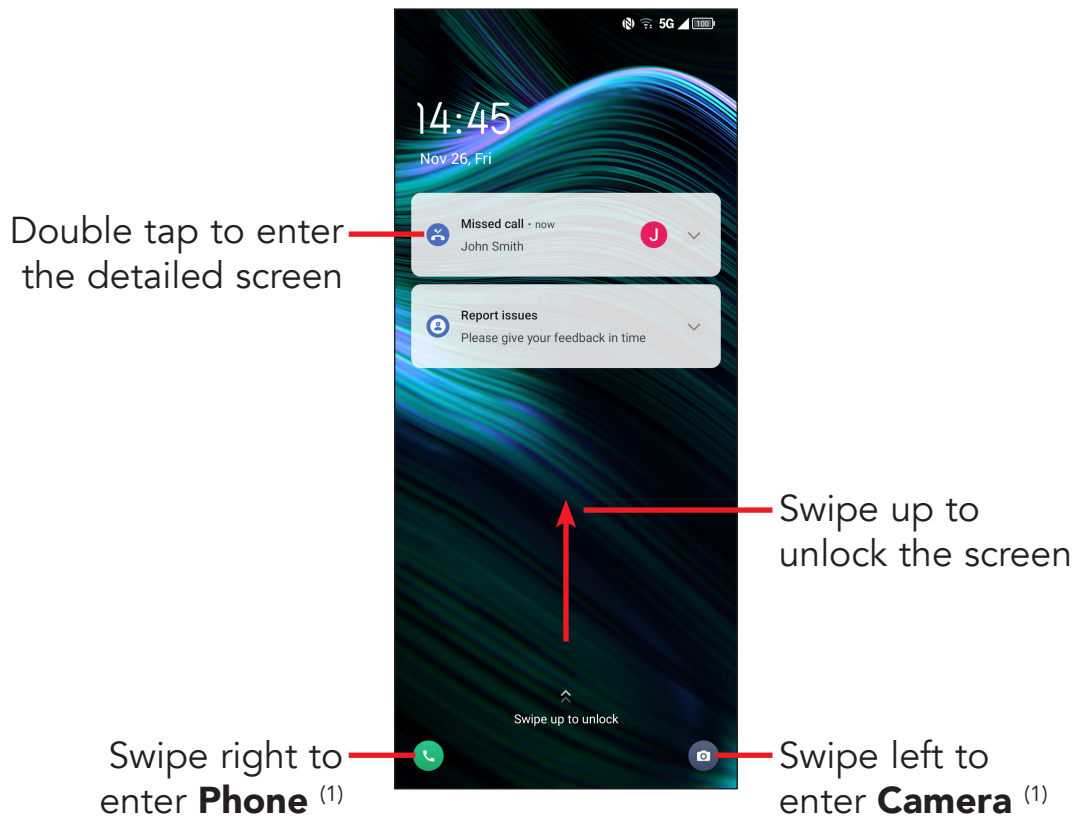 5G 100
14:45
Nov 26, Fri
Missed call • now
John Smith
J
Report issues
Please give your feedback in time
Double tap to enter
the detailed screen
Swipe up to
unlock the screen
Swipe up to unlock
Swipe right to
enter Phone (1)
Swipe left to
enter Camera (1)